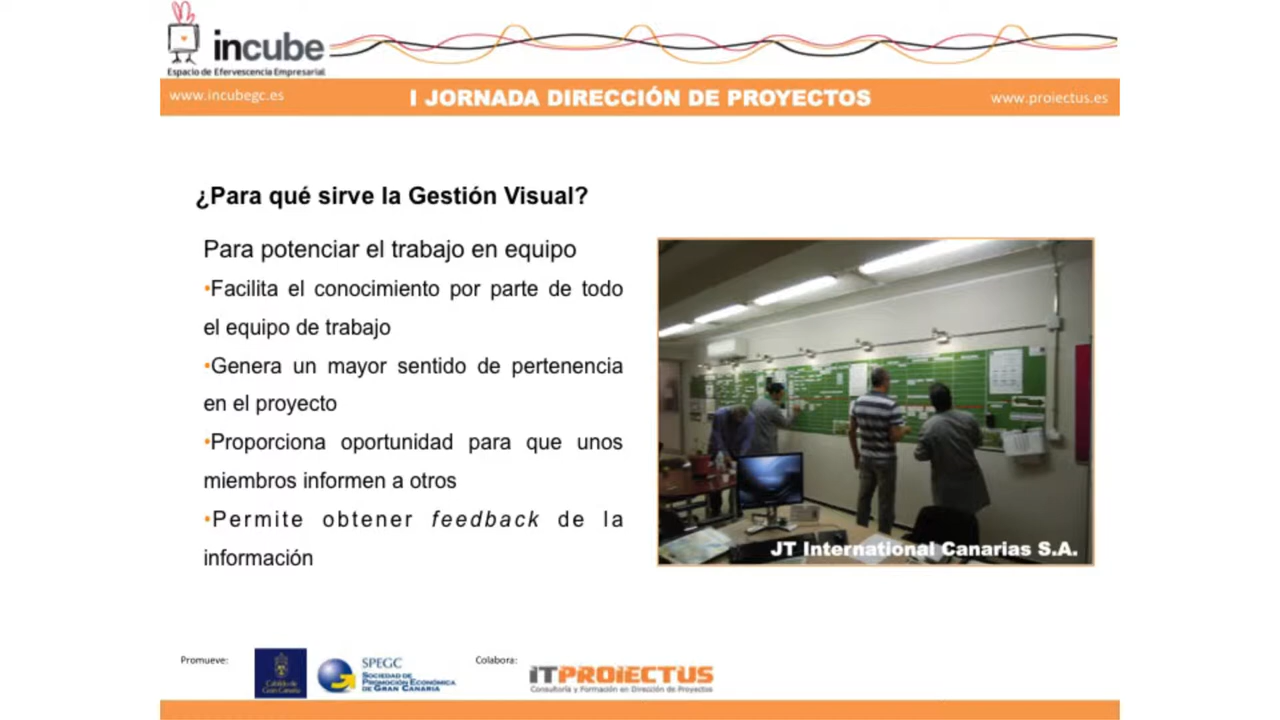 incube
Espacio de Efervescencia Empresarial
www.incubegc.es
I JORNADA DIRECCIÓN DE PROYECTOS
www.proiectus.es
¿Para qué sirve la Gestión Visual?
Para potenciar el trabajo en equipo
•Facilita el conocimiento por parte de todo
el equipo de trabajo
•Genera un mayor sentido de pertenencia
en el proyecto
•Proporciona oportunidad para que unos
miembros informen a otros
•Permite obtener feedback de la
información
JT International Canarias S.A.
Promueve:
Cabildo de
Gran Canaria
SPEGC
SOCIEDAD DE
PROMOCIÓN ECONÓMICA
DE GRAN CANARIA
Colabora:
ITPROIECTUS
Consultoría y Formación en Dirección de Proyectos